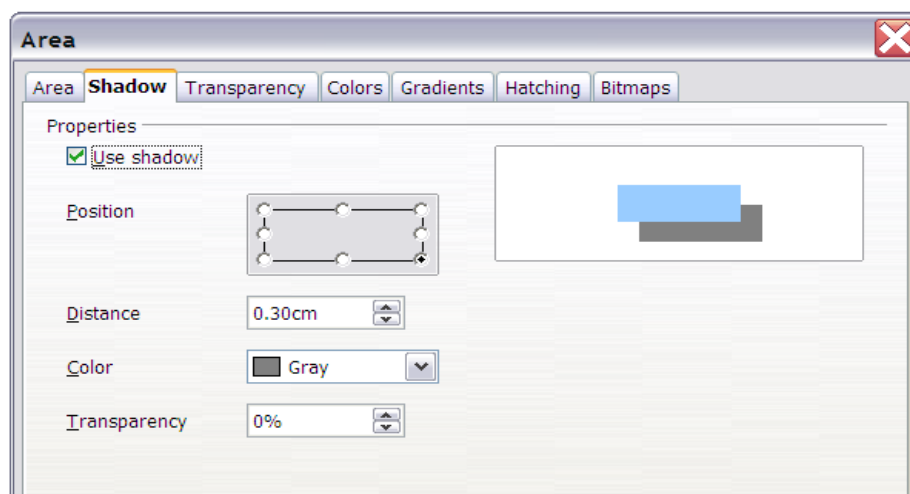 Area
Area Shadow Transparency Colors Gradients Hatching Bitmaps
Properties
Use shadow
Position
Distance 0.30cm
Color Gray
Transparency 0%